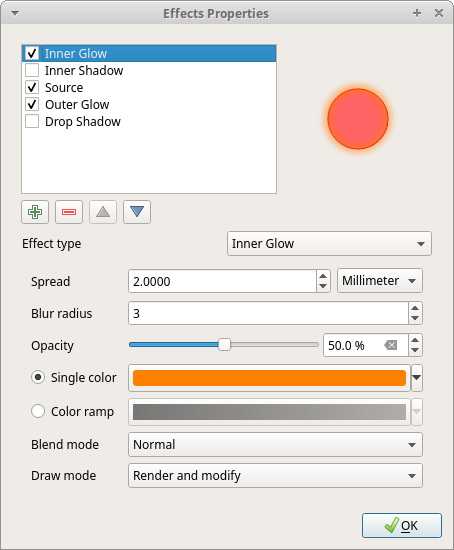 Effects Properties
Inner Glow
Inner Shadow
Source
Outer Glow
Drop Shadow
Effect type
Inner Glow
Spread
2.0000
Millimeter
Blur radius
3
Opacity
50.0 %
Single color
Color ramp
Blend mode
Normal
Draw mode
Render and modify
OK